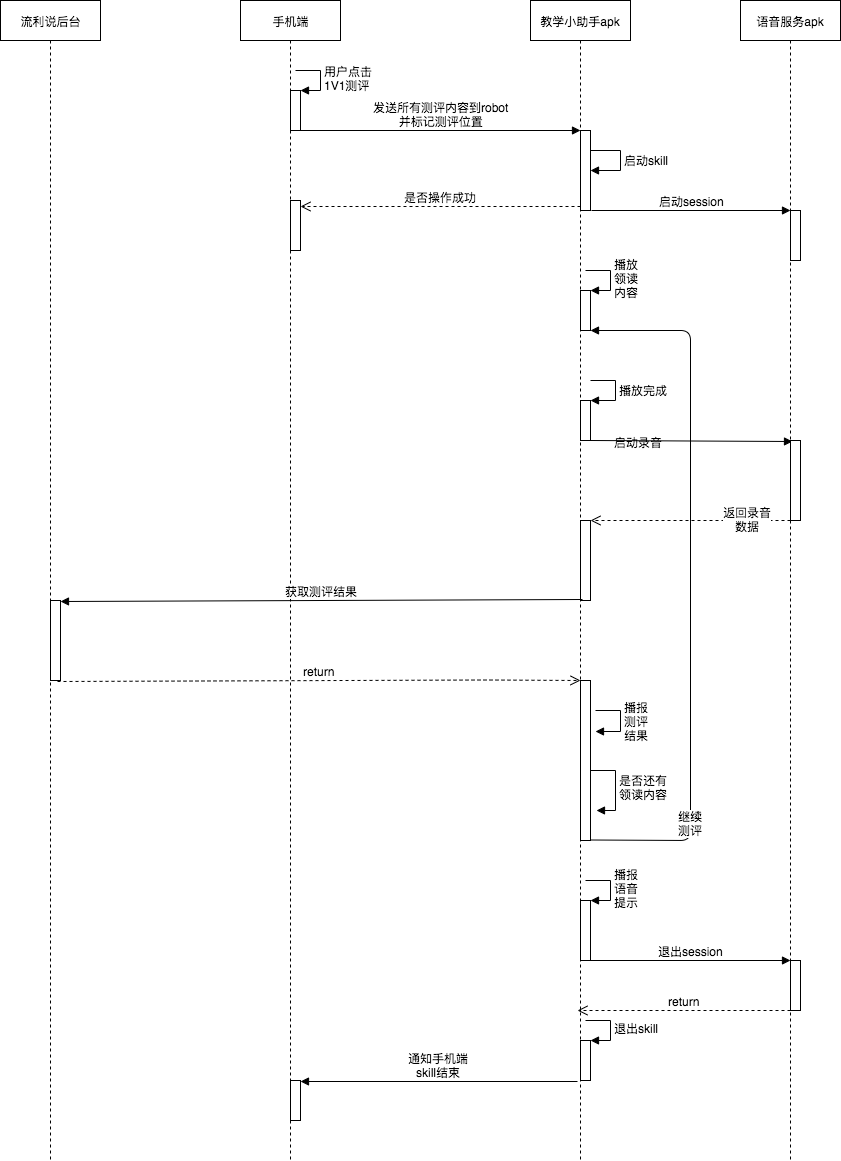 流利说后台
手机端
教学小助手apk
语音服务apk
用户点击
1V1测评
发送所有测评内容到robot
并标记测评位置
启动skill
是否操作成功
启动session
播放
领读
内容
播放完成
启动录音
返回录音
数据
获取测评结果
return
播报
测评
结果
是否还有
领读内容
继续
测评
播报
语音
提示
退出session
return
退出skill
通知手机端
skill结束